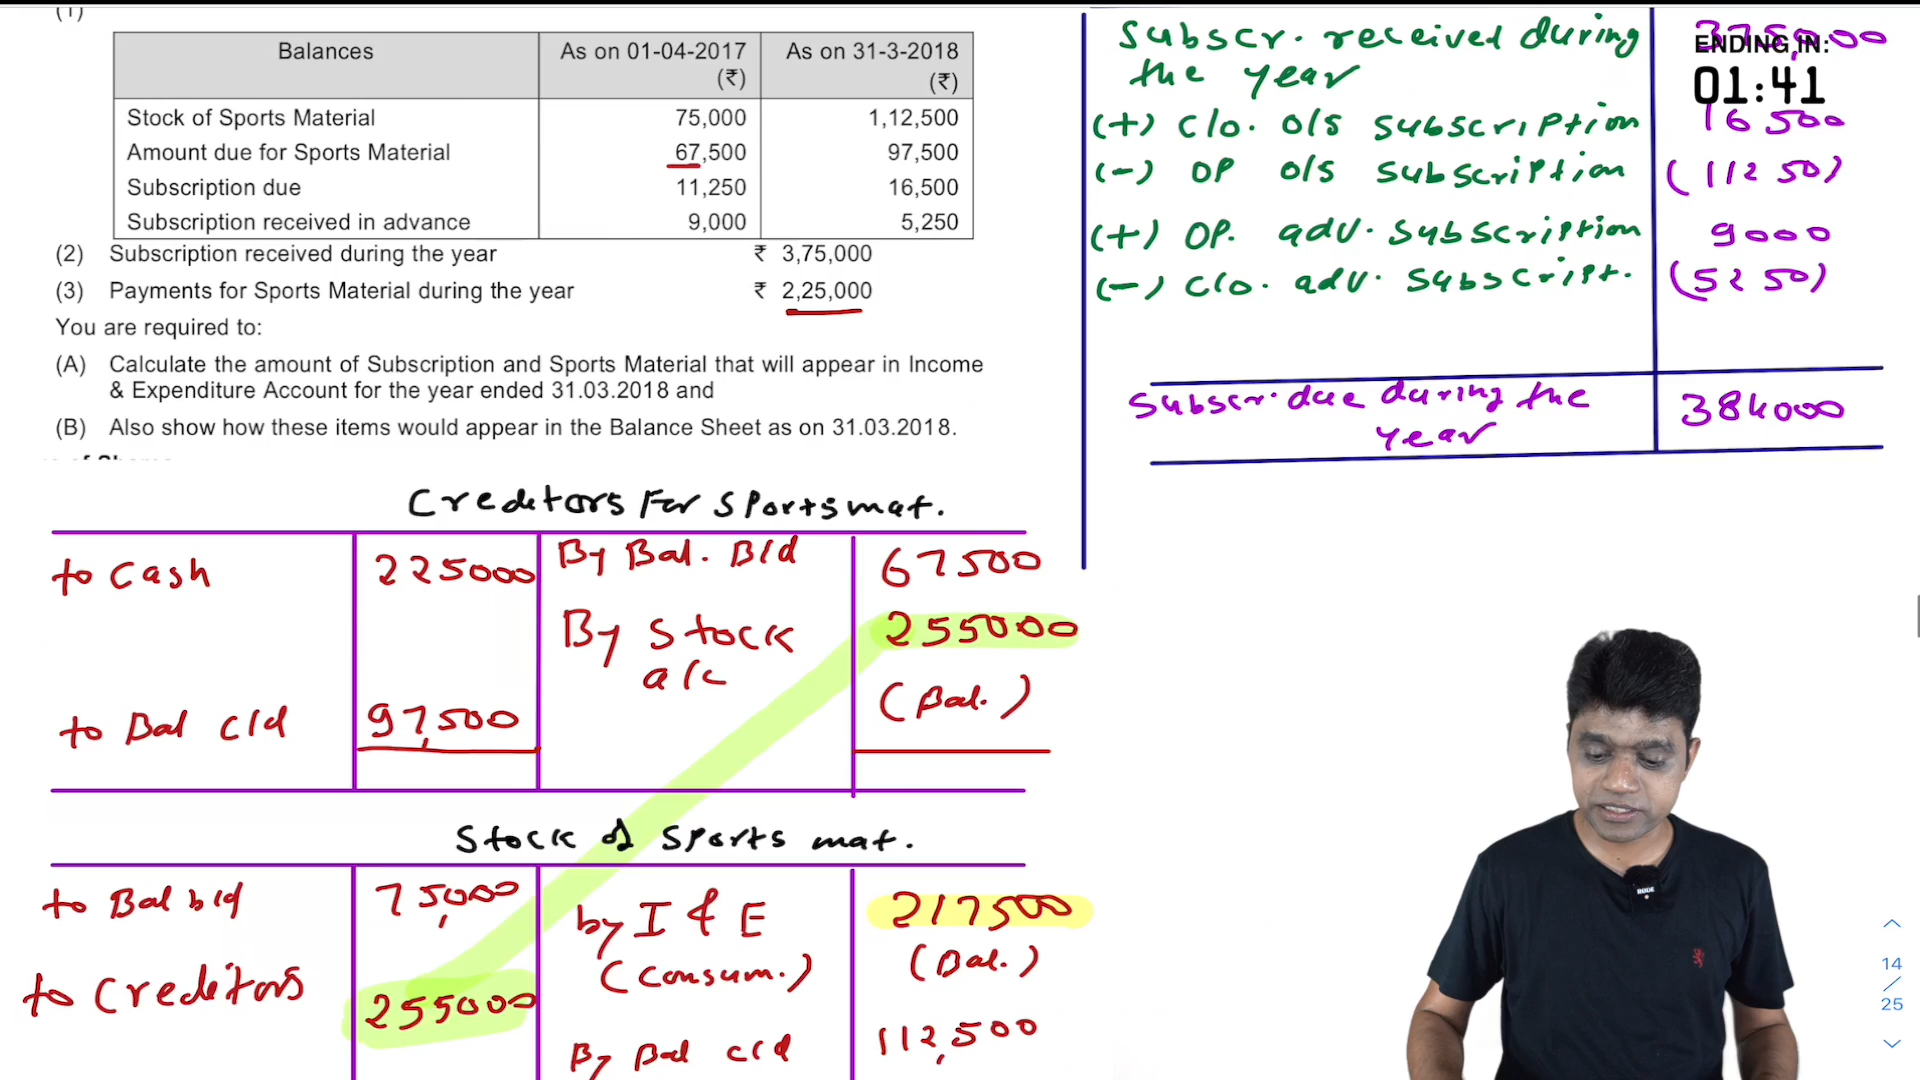 (1)
Balances As on 01-04-2017 (₹) As on 31-3-2018 (₹)
Stock of Sports Material 75,000 1,12,500
Amount due for Sports Material 67,500 97,500
Subscription due 11,250 16,500
Subscription received in advance 9,000 5,250
(2) Subscription received during the year ₹ 3,75,000
(3) Payments for Sports Material during the year ₹ 2,25,000
You are required to:
(A) Calculate the amount of Subscription and Sports Material that will appear in Income
& Expenditure Account for the year ended 31.03.2018 and
(B) Also show how these items would appear in the Balance Sheet as on 31.03.2018.
Creditors For Sports mat.
to Cash 225000 By Bal. B/d 67500
By Stock a/c 255000
(Bal.)
to Bal c/d 97,500
Stock of Sports mat.
to Bal b/d 75,000 by I & E 217500
(consum.) (Bal.)
to Creditors 255000
By Bal c/d 112,500
Subscr. received during 375,000
the year
(+) Clo. o/s subscription 16500
(-) OP o/s subscription (11250)
(+) OP. adv. subscription 9000
(-) Clo. adv. subscript. (5250)
Subscr. due during the 384000
year
ENDING IN:
01:41
RODE
14
/
25